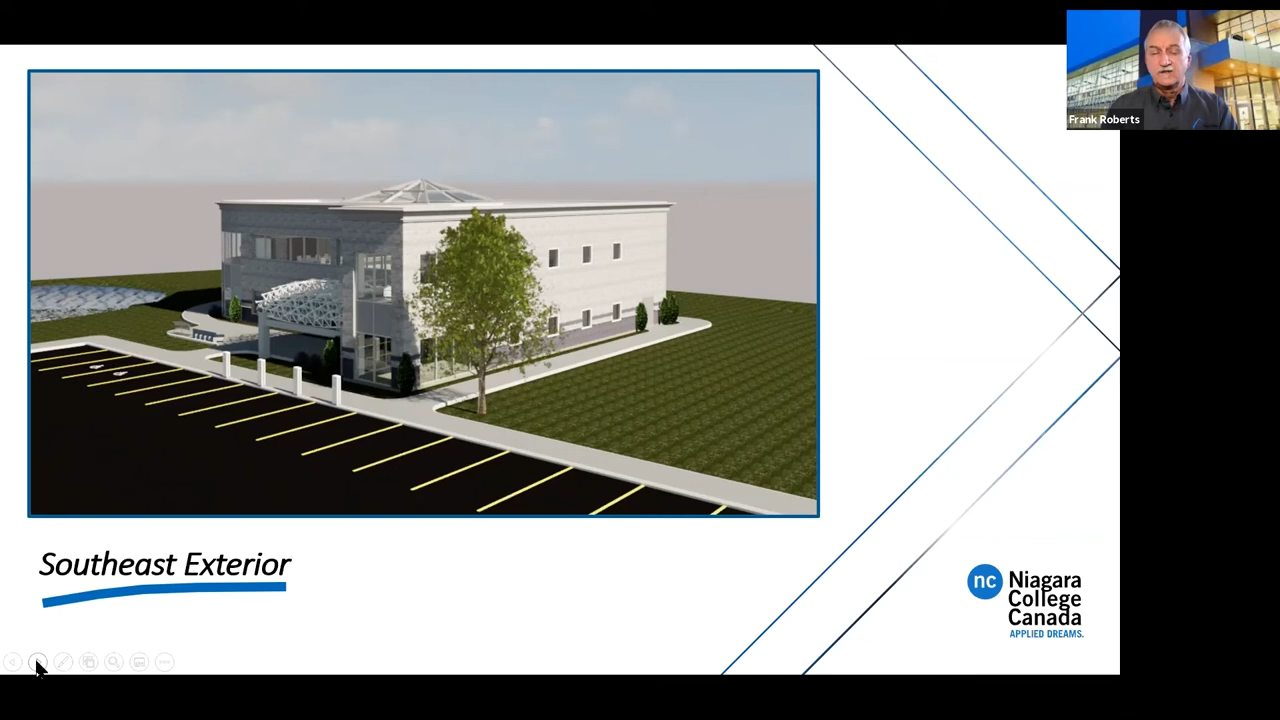 Frank Roberts
Southeast Exterior
nc
Niagara
College
Canada
APPLIED DREAMS.